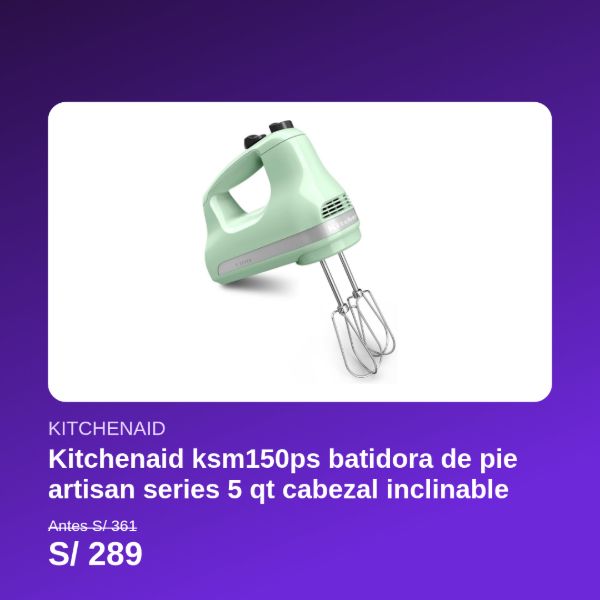 KITCHENAID
Kitchenaid ksm150ps batidora de pie
artisan series 5 qt cabezal inclinable
Antes S/ 361
S/ 289